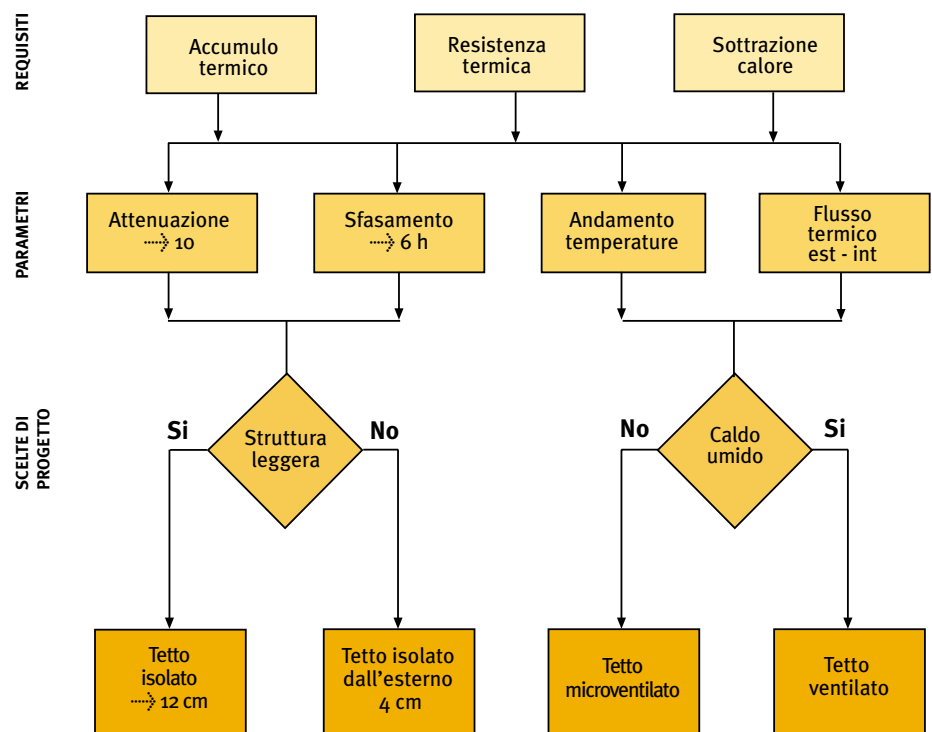 REQUISITI
Accumulo
termico
Resistenza
termica
Sottrazione
calore
PARAMETRI
Attenuazione
⤍ 10
Sfasamento
⤍ 6 h
Andamento
temperature
Flusso
termico
est - int
SCELTE DI
PROGETTO
Si
Struttura
leggera
No
No
Caldo
umido
Si
Tetto
isolato
⤍ 12 cm
Tetto isolato
dall'esterno
4 cm
Tetto
microventilato
Tetto
ventilato